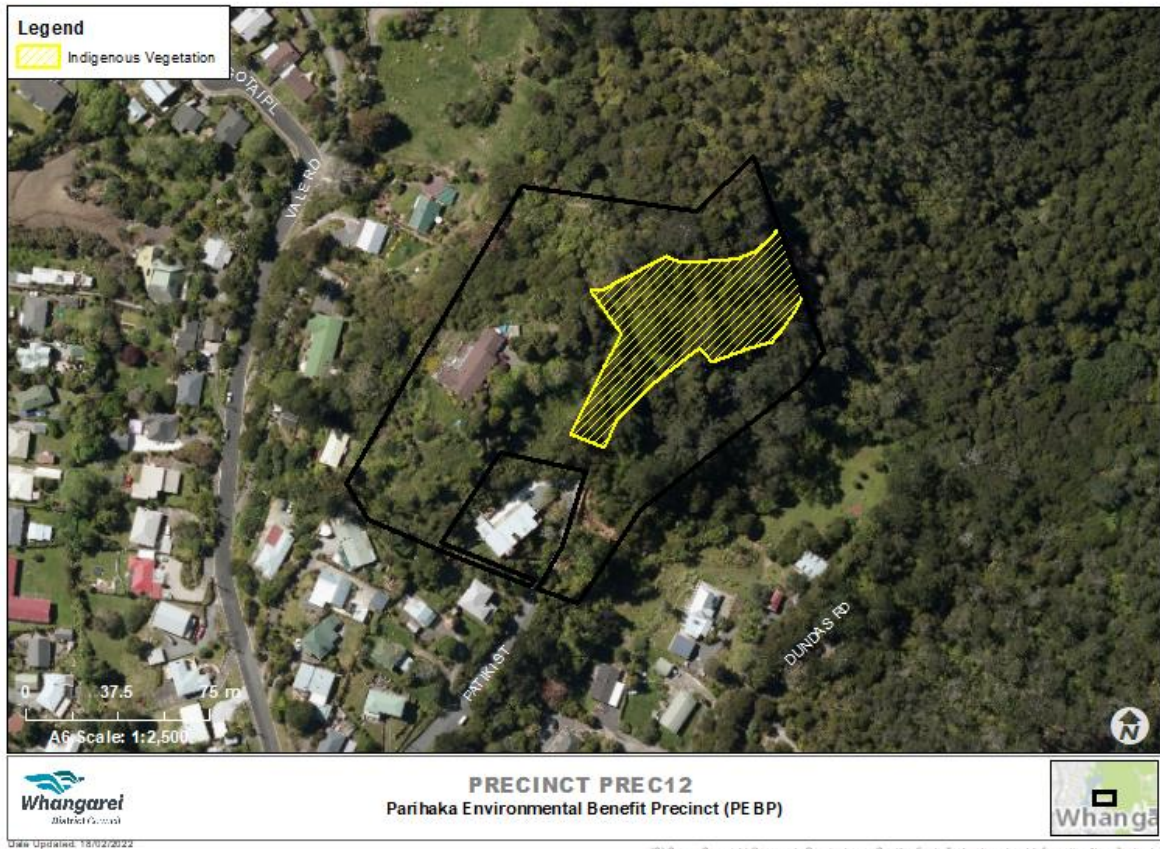 Legend
Indigenous Vegetation
VALE RD
PATIKI ST
DUNDAS RD
0 37.5 75 m
A6 Scale: 1:2,500
N
Whangarei
District Council
PRECINCT PREC12
Parihaka Environmental Benefit Precinct (PEBP)
Whanga
Date Updated: 18/02/2022